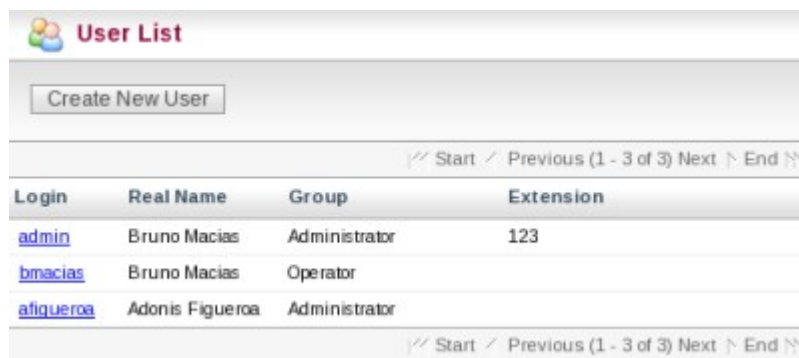 User List
Create New User
Start Previous (1 - 3 of 3) Next End
Login Real Name Group Extension
admin Bruno Macias Administrator 123
bmacias Bruno Macias Operator
afigueroa Adonis Figueroa Administrator
Start Previous (1 - 3 of 3) Next End